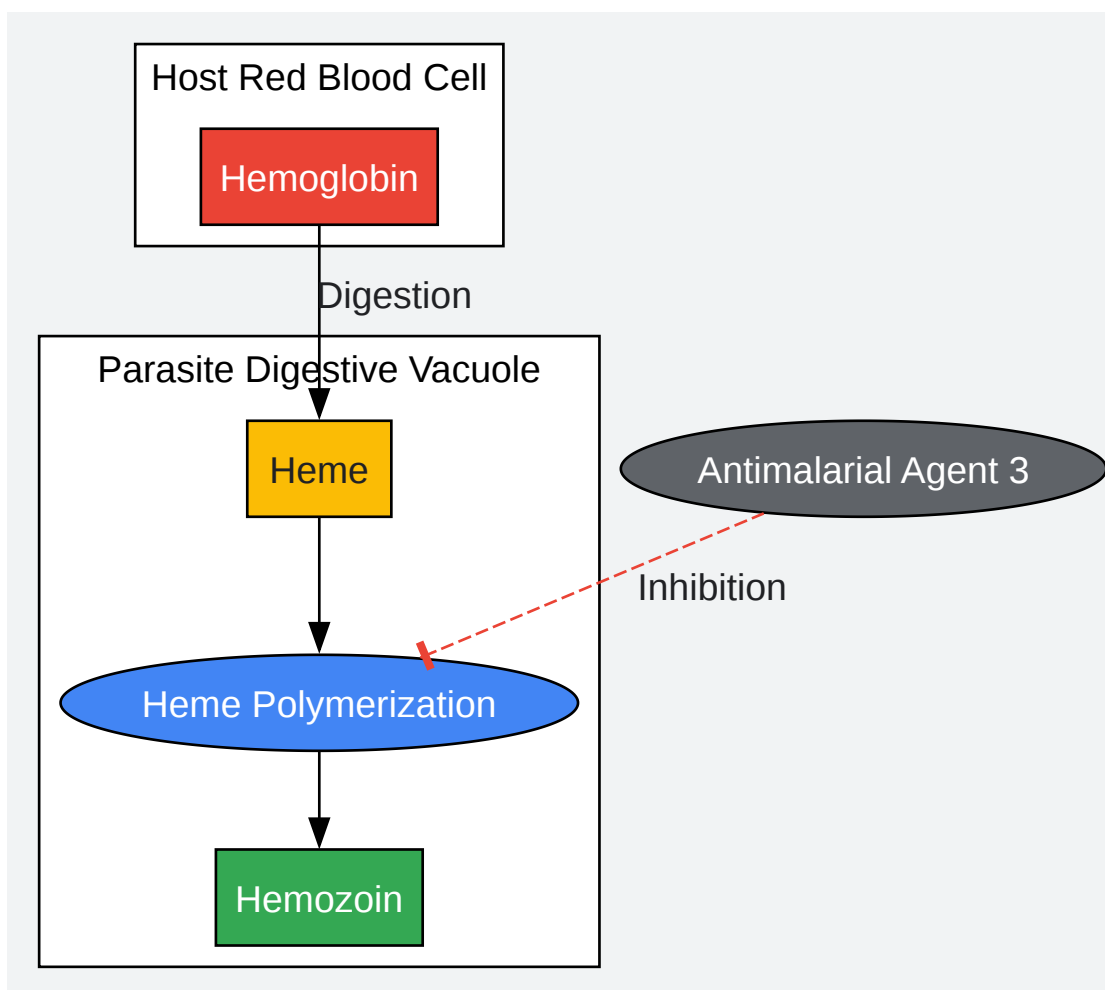 Host Red Blood Cell
Hemoglobin
Digestion
Parasite Digestive Vacuole
Heme
Antimalarial Agent 3
Inhibition
Heme Polymerization
Hemozoin